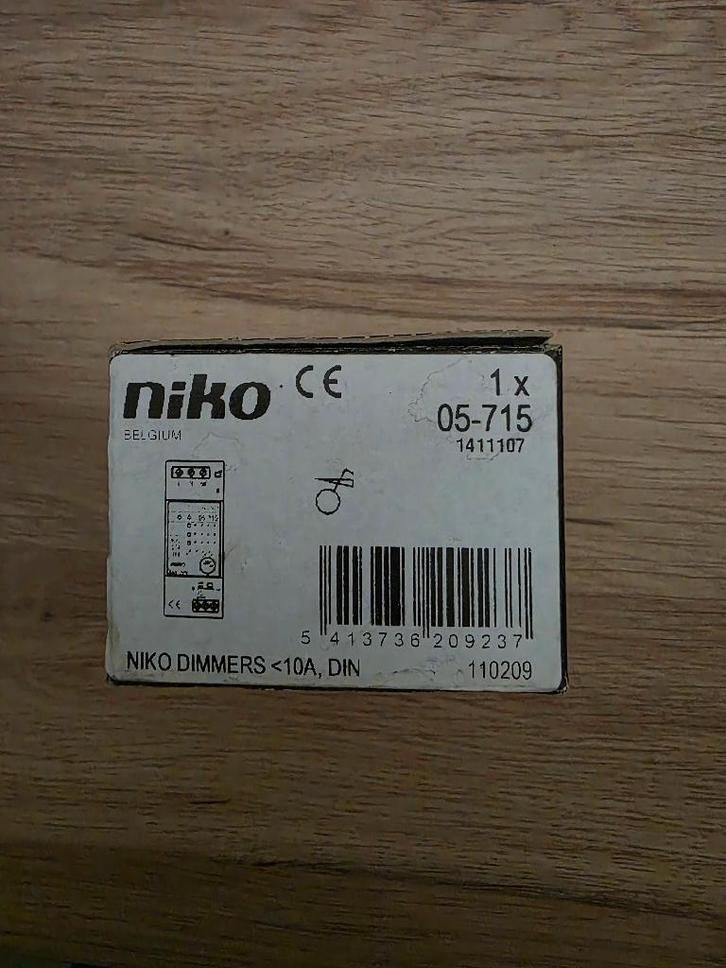 niko CE 1 x
BELGIUM 05-715
1411107
5 413736 209237
NIKO DIMMERS <10A, DIN 110209